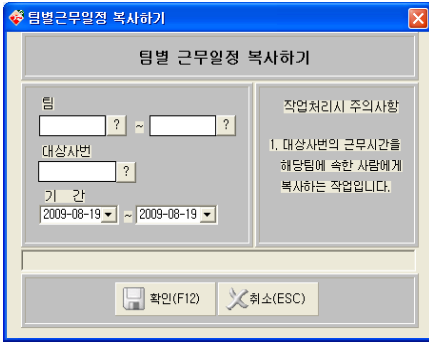 팀별근무일정 복사하기
팀별 근무일정 복사하기
팀
? ~ ?
대상사번
?
기 간
2009-08-19 ~ 2009-08-19
작업처리시 주의사항
1. 대상사번의 근무시간을
해당팀에 속한 사람에게
복사하는 작업입니다.
확인(F12) 취소(ESC)